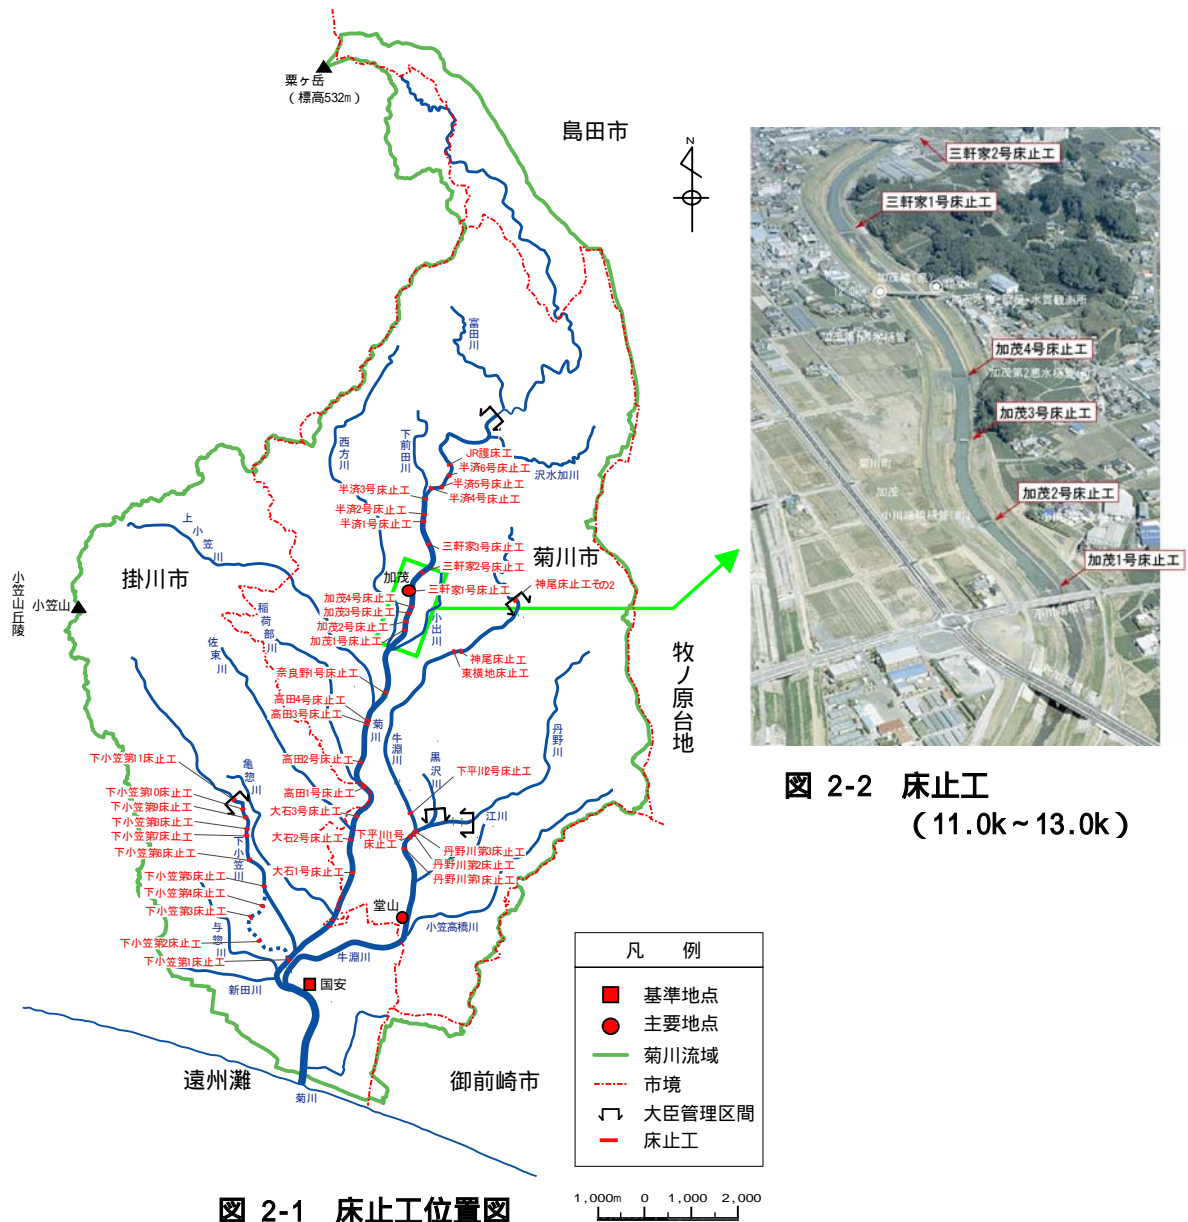 粟ヶ岳
（標高532m）
島田市
N
富田川
西方川
下前田川
沢水加川
JR護床工
半済6号床止工
半済5号床止工
半済4号床止工
半済3号床止工
半済2号床止工
半済1号床止工
上小笠川
三軒家3号床止工
菊川市
三軒家2号床止工
掛川市
加茂
三軒家1号床止工
神尾床止工その2
小笠山丘陵
小笠山
加茂4号床止工
加茂3号床止工
加茂2号床止工
加茂1号床止工
小出川
稲荷部川
佐束川
神尾床止工
東横地床止工
牧ノ原台地
奈良野1号床止工
高田4号床止工
高田3号床止工
菊川
牛淵川
黒沢川
丹野川
下小笠第11床止工
亀惣川
高田2号床止工
下平川2号床止工
下小笠第10床止工
高田1号床止工
下小笠第9床止工
大石3号床止工
江川
下小笠第8床止工
下小笠第7床止工
下小笠川
大石2号床止工
下平川1号
床止工
下小笠第6床止工
丹野川第3床止工
丹野川第2床止工
丹野川第1床止工
下小笠第5床止工
大石1号床止工
下小笠第4床止工
下小笠第3床止工
堂山
与惣川
小笠高橋川
下小笠第2床止工
下小笠第1床止工
牛淵川
新田川
国安
遠州灘
御前崎市
菊川
凡 例
基準地点
主要地点
菊川流域
市境
大臣管理区間
床止工
図 2-1 床止工位置図
1,000m 0 1,000 2,000
三軒家2号床止工
三軒家1号床止工
加茂4号床止工
加茂3号床止工
菊川町
加茂
加茂2号床止工
加茂1号床止工
図 2-2 床止工
（11.0k～13.0k）